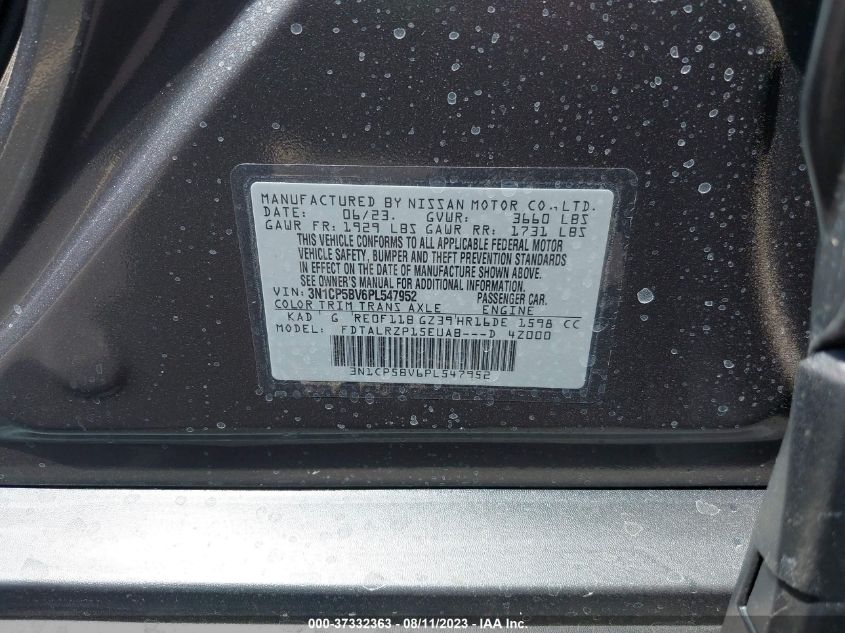 MANUFACTURED BY NISSAN MOTOR CO.,LTD.
DATE: 06/23. GVWR: 3660 LBS
GAWR FR: 1929 LBS GAWR RR: 1731 LBS
THIS VEHICLE CONFORMS TO ALL APPLICABLE FEDERAL MOTOR
VEHICLE SAFETY, BUMPER AND THEFT PREVENTION STANDARDS
IN EFFECT ON THE DATE OF MANUFACTURE SHOWN ABOVE.
SEE OWNER'S MANUAL FOR ADDITIONAL INFORMATION.
VIN: 3N1CP5BV6PL547952 PASSENGER CAR.
COLOR TRIM TRANS AXLE ENGINE
KAD G RE0F11B GZ39 HR16DE 1598 CC
MODEL: FDTALRZP15EUAB---D 42000
3N1CP5BV6PL547952
000-37332363 - 08/11/2023 - Copyright © 2023 IAA, Inc.